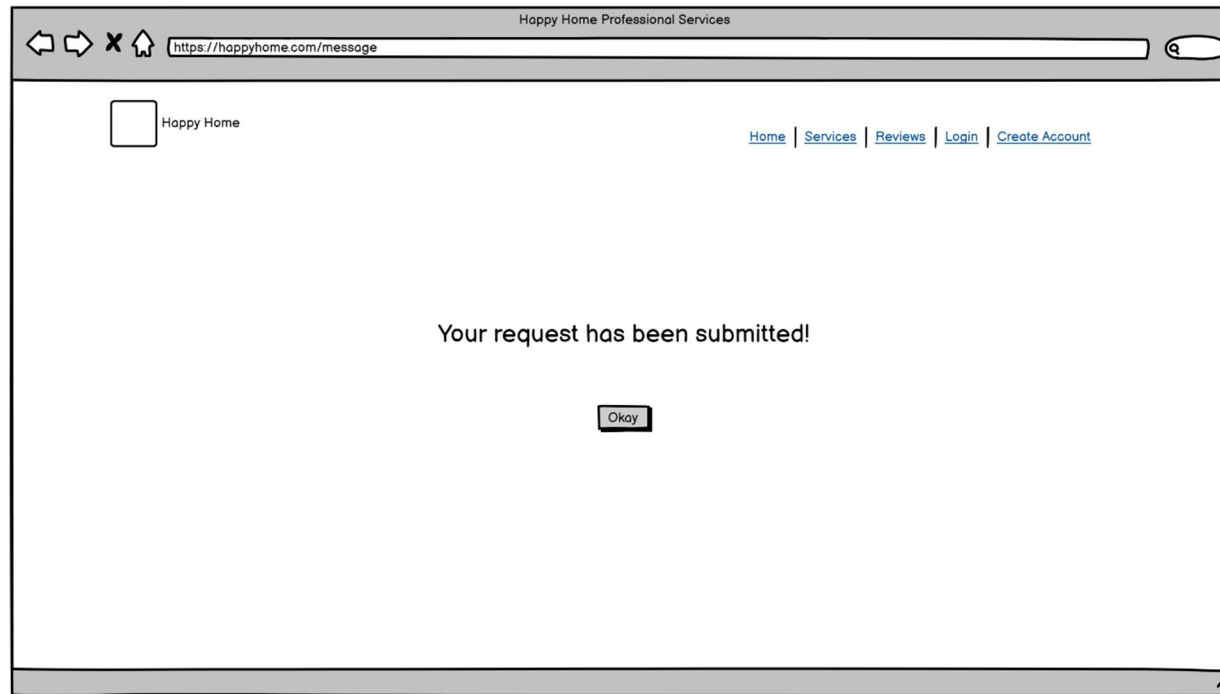 Happy Home Professional Services
https://happyhome.com/message
Happy Home
Home | Services | Reviews | Login | Create Account
Your request has been submitted!
Okay